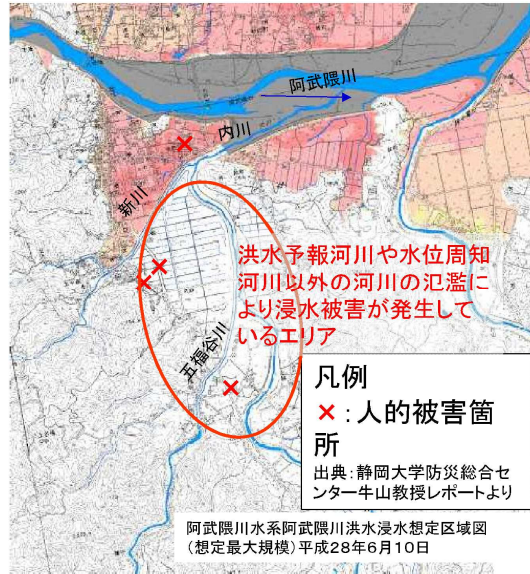 阿武隈川
内川
新川
洪水予報河川や水位周知
河川以外の河川の氾濫に
より浸水被害が発生して
いるエリア
五福谷川
凡例
×:人的被害箇
所
出典:静岡大学防災総合セ
ンター牛山教授レポートより
阿武隈川水系阿武隈川洪水浸水想定区域図
(想定最大規模)平成28年6月10日